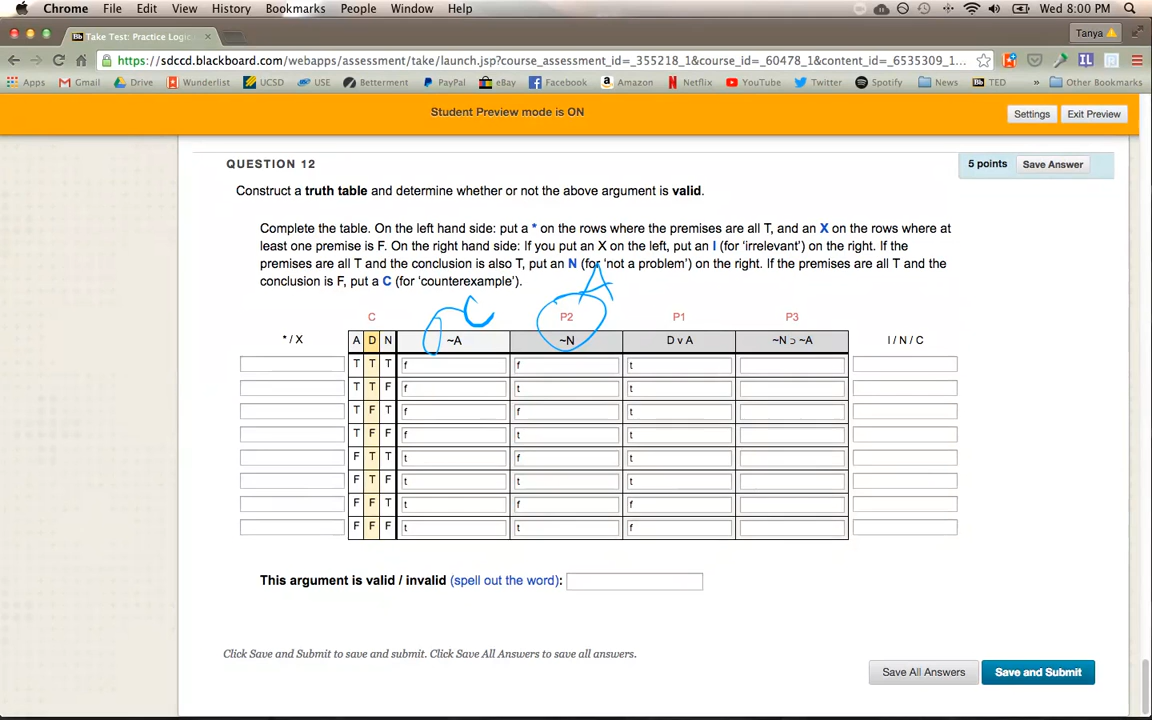 Chrome File Edit View History Bookmarks People Window Help Wed 8:00 PM
Take Test: Practice Logic Tanya
https://sdccd.blackboard.com/webapps/assessment/take/launch.jsp?course_assessment_id=_355218_1&course_id=_60478_1&content_id=_6535309_1...
Apps Gmail Drive Wunderlist UCSD BUSE Betterment PayPal eBay Facebook Amazon Netflix YouTube Twitter Spotify News TED » Other Bookmarks
Student Preview mode is ON Settings Exit Preview
QUESTION 12 5 points Save Answer
Construct a truth table and determine whether or not the above argument is valid.
Complete the table. On the left hand side: put a * on the rows where the premises are all T, and an X on the rows where at
least one premise is F. On the right hand side: If you put an X on the left, put an I (for 'irrelevant') on the right. If the
premises are all T and the conclusion is also T, put an N (for 'not a problem') on the right. If the premises are all T and the
conclusion is F, put a C (for 'counterexample').
A
C
C P2 P1 P3
* / X A D N ~A ~N D v A ~N ⊃ ~A I / N / C
T T T f f t
T T F f t t
T F T f f t
T F F f t t
F T T t f t
F T F t t t
F F T t f f
F F F t t f
This argument is valid / invalid (spell out the word):
Click Save and Submit to save and submit. Click Save All Answers to save all answers.
Save All Answers Save and Submit